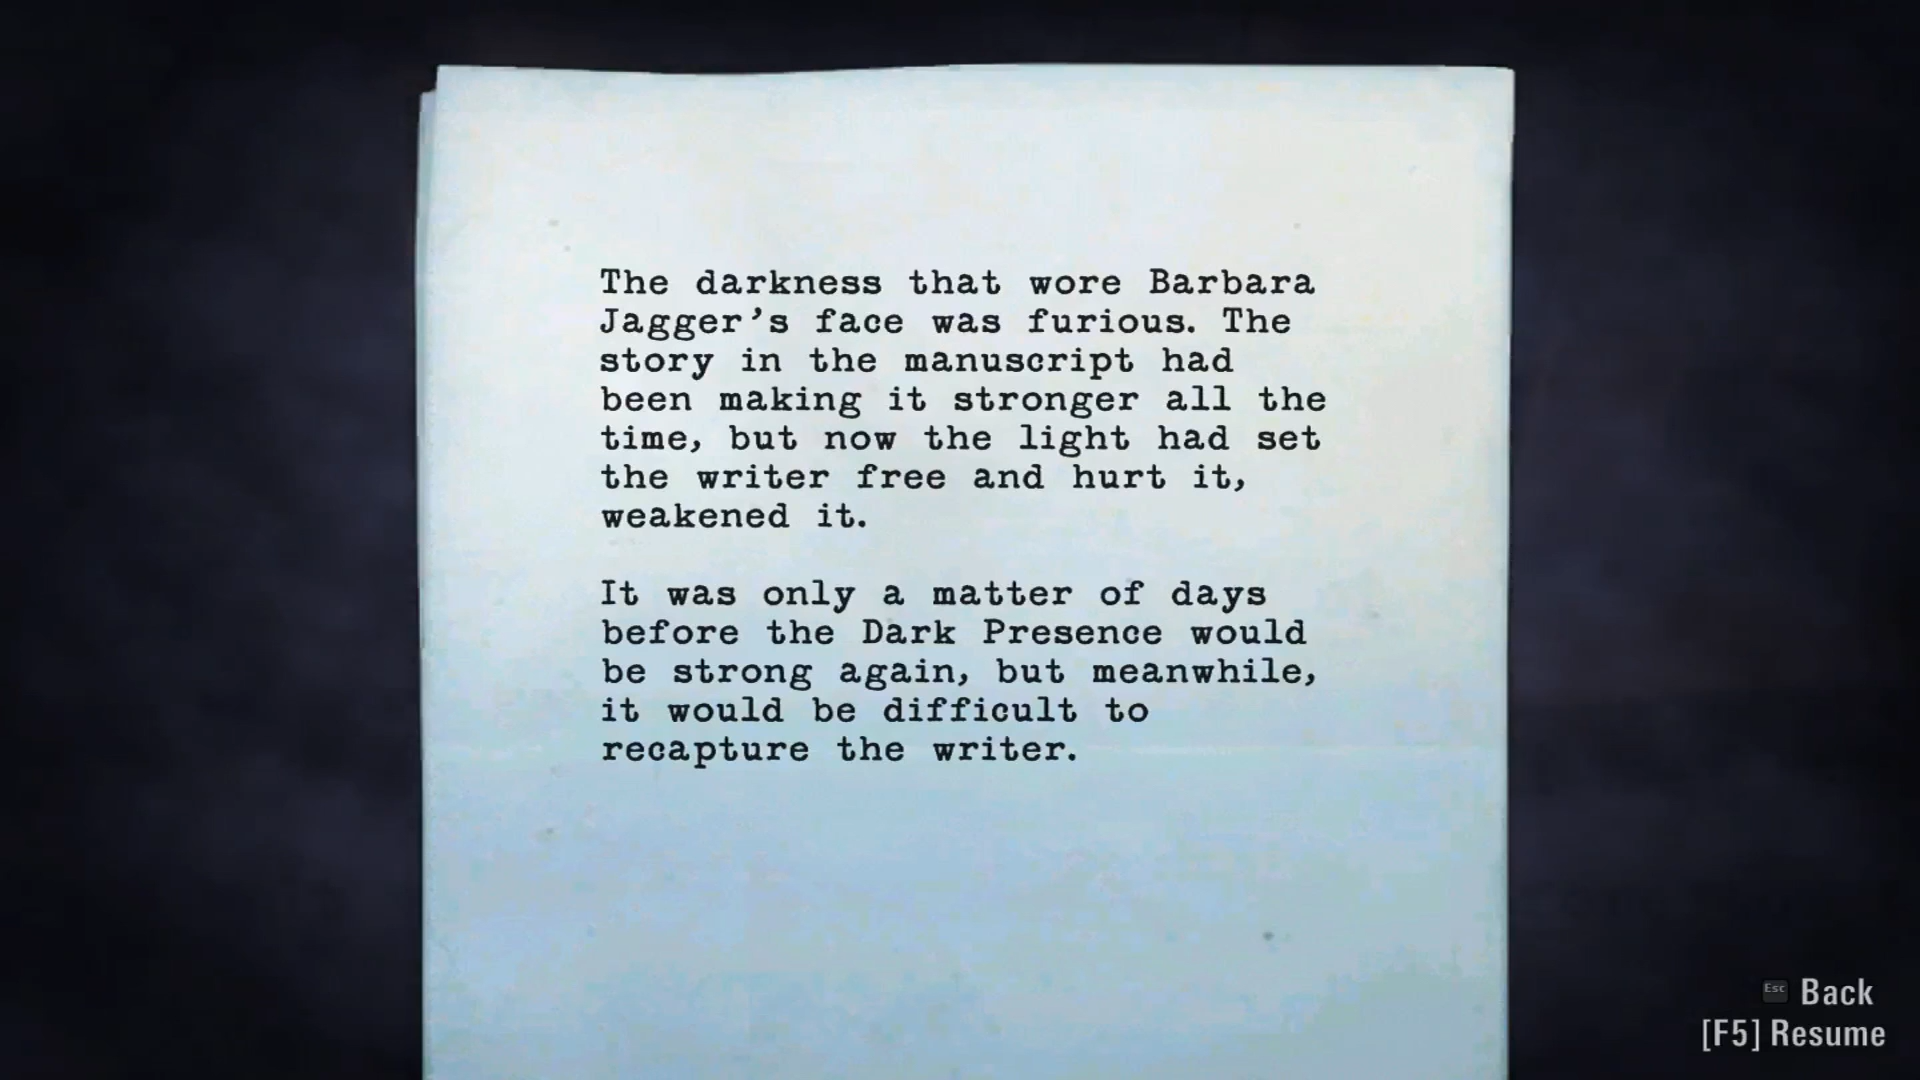 The darkness that wore Barbara
Jagger’s face was furious. The
story in the manuscript had
been making it stronger all the
time, but now the light had set
the writer free and hurt it,
weakened it.
It was only a matter of days
before the Dark Presence would
be strong again, but meanwhile,
it would be difficult to
recapture the writer.
Esc Back
[F5] Resume